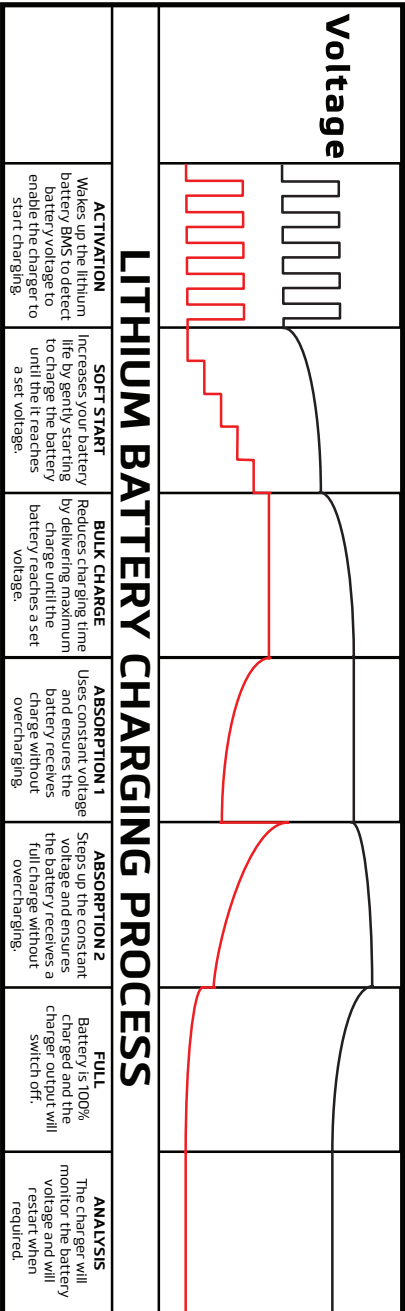 Voltage
LITHIUM BATTERY CHARGING PROCESS
ACTIVATION
Wakes up the lithium
battery BMS to detect
battery voltage to
enable the charger to
start charging.
SOFT START
Increases your battery
life by gently starting
to charge the battery
until the it reaches
a set voltage.
BULK CHARGE
Reduces charging time
by delivering maximum
charge until the
battery reaches a set
voltage.
ABSORPTION 1
Uses constant voltage
and ensures the
battery receives
charge without
overcharging.
ABSORPTION 2
Steps up the constant
voltage and ensures
the battery receives a
full charge without
overcharging.
FULL
Battery is 100%
charged and the
charger output will
switch off.
ANALYSIS
The charger will
monitor the battery
voltage and will
restart when
required.